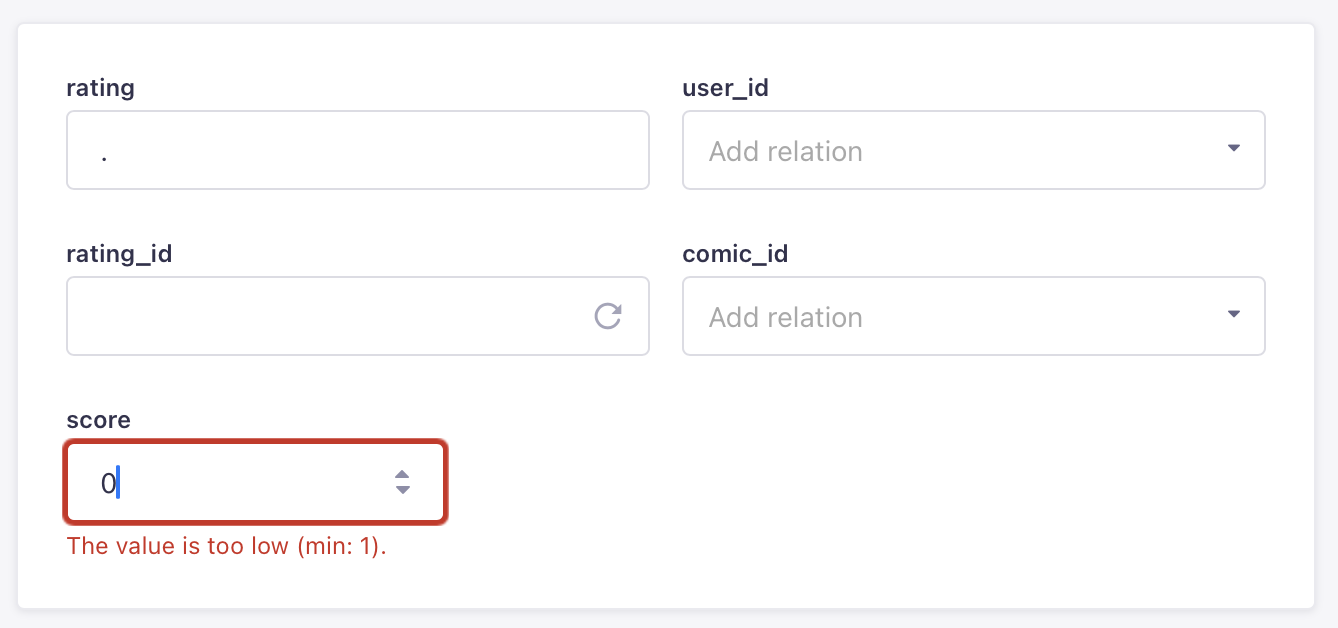 rating
.
user_id
Add relation
rating_id
comic_id
Add relation
score
0
The value is too low (min: 1).